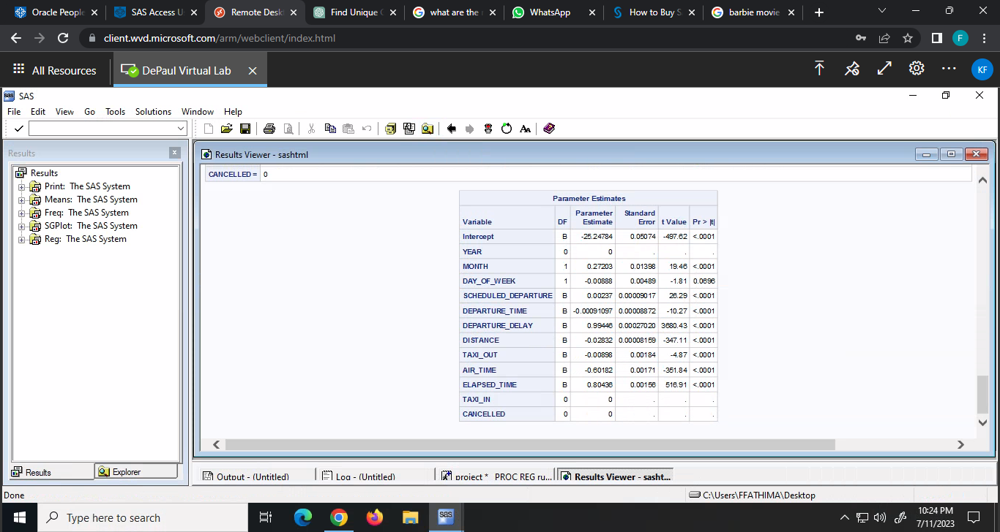 Oracle People
SAS Access U
Remote Deskt
Find Unique C
what are the r
WhatsApp
How to Buy S
barbie movie
client.wvd.microsoft.com/arm/webclient/index.html
F
All Resources
DePaul Virtual Lab
KF
sas SAS
File Edit View Go Tools Solutions Window Help
Results
Results Viewer - sashtml
Results
Print: The SAS System
Means: The SAS System
Freq: The SAS System
SGPlot: The SAS System
Reg: The SAS System
CANCELLED = 0
Parameter Estimates
Variable DF Parameter Estimate Standard Error t Value Pr > |t|
Intercept B -25.24784 0.05074 -497.62 <.0001
YEAR 0 0 . . .
MONTH 1 0.27203 0.01398 19.46 <.0001
DAY_OF_WEEK 1 -0.00888 0.00489 -1.81 0.0696
SCHEDULED_DEPARTURE B 0.00237 0.00009017 26.29 <.0001
DEPARTURE_TIME B -0.00091097 0.00008872 -10.27 <.0001
DEPARTURE_DELAY B 0.99446 0.00027020 3680.43 <.0001
DISTANCE B -0.02832 0.00008159 -347.11 <.0001
TAXI_OUT B -0.00898 0.00184 -4.87 <.0001
AIR_TIME B -0.60182 0.00171 -351.84 <.0001
ELAPSED_TIME B 0.80436 0.00156 516.91 <.0001
TAXI_IN 0 0 . . .
CANCELLED 0 0 . . .
Results
Explorer
Output - (Untitled)
Log - (Untitled)
project * PROC REG ru...
Results Viewer - sasht...
Done
C:\Users\FFATHIMA\Desktop
Type here to search
sas
10:24 PM
7/11/2023